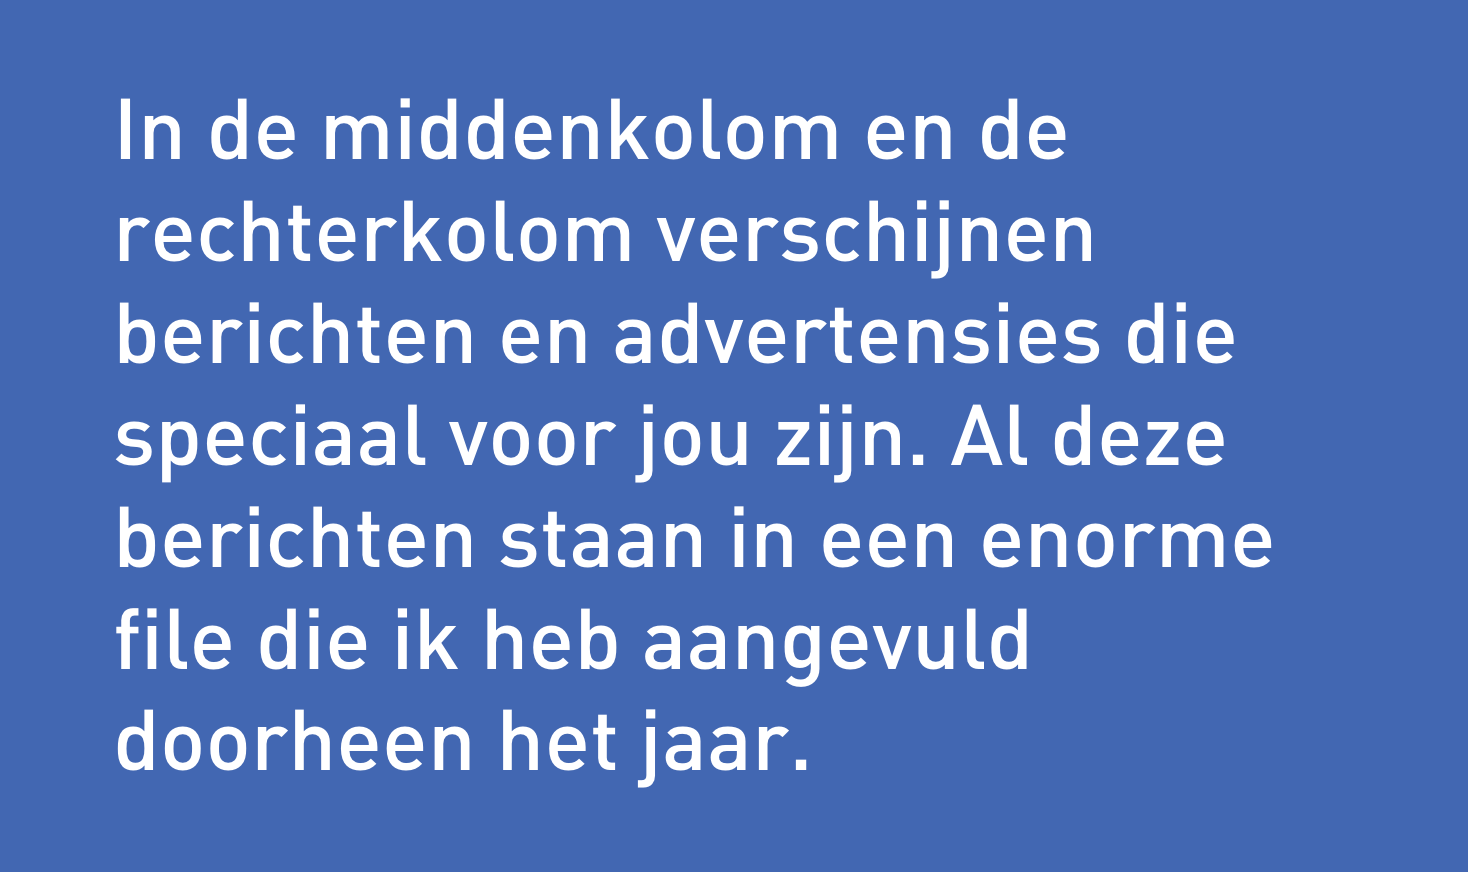 In de middenkolom en de
rechterkolom verschijnen
berichten en advertensies die
speciaal voor jou zijn. Al deze
berichten staan in een enorme
file die ik heb aangevuld
doorheen het jaar.